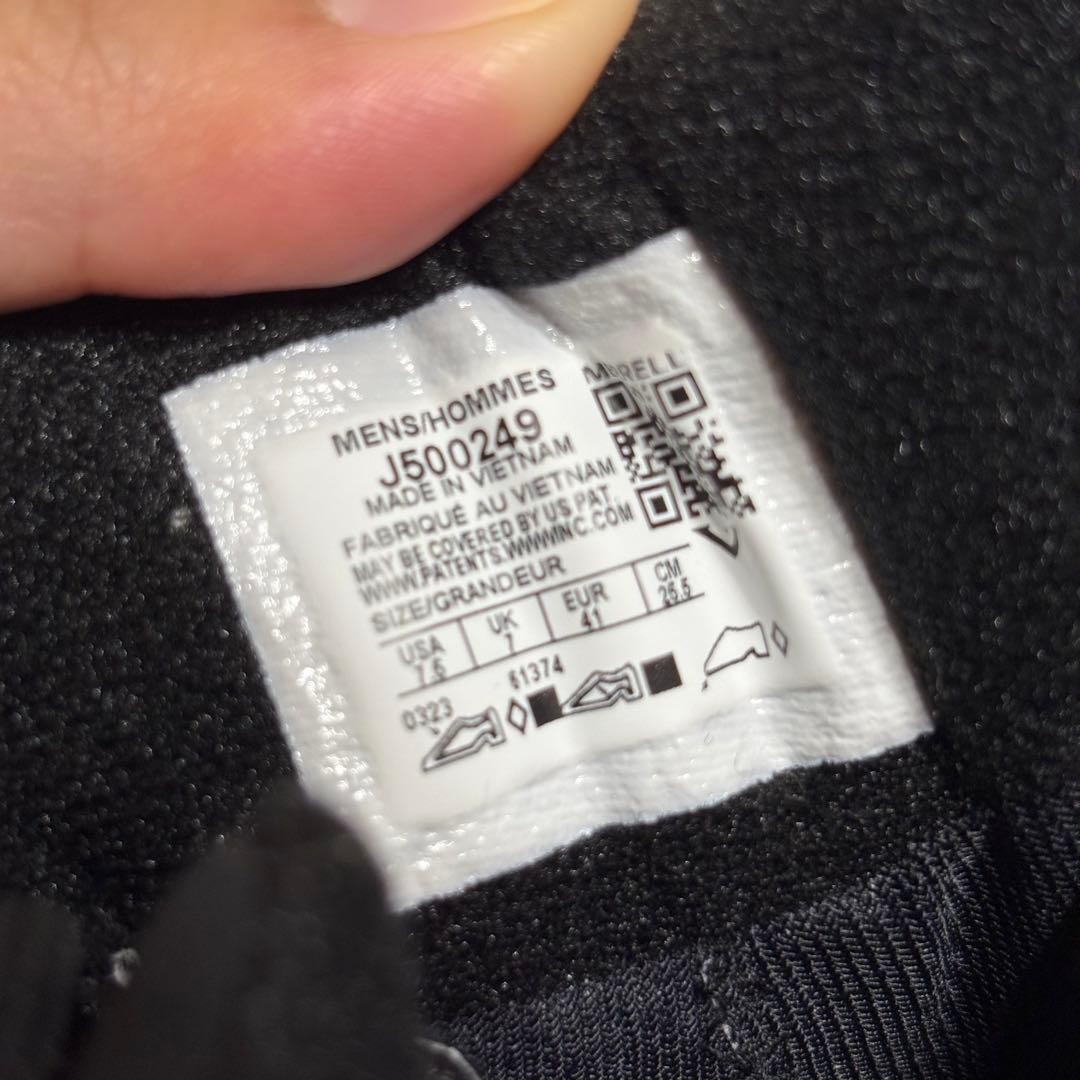 MENS/HOMMES
J500249
MADE IN VIETNAM
FABRIQUÉ AU VIETNAM
MAY BE COVERED BY US PAT.
WWW.PATENTS.WWWINC.COM
SIZE/GRANDEUR
USA UK EUR CM
7.5 7 41 25.5
0323 61374